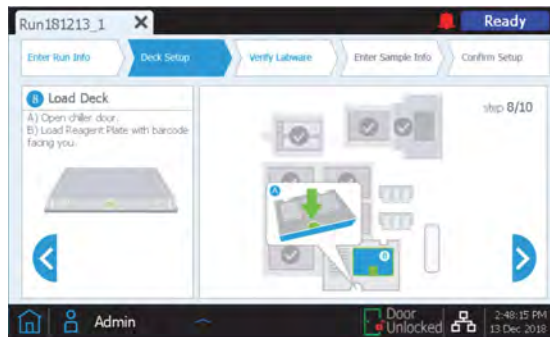 Run181213_1
Ready
Enter Run Info
Deck Setup
Verify Labware
Enter Sample Info
Confirm Setup
8 Load Deck
A) Open chiller door.
B) Load Reagent Plate with barcode
facing you.
step 8/10
A
B
Admin
Door
Unlocked
2:48:15 PM
13 Dec 2018